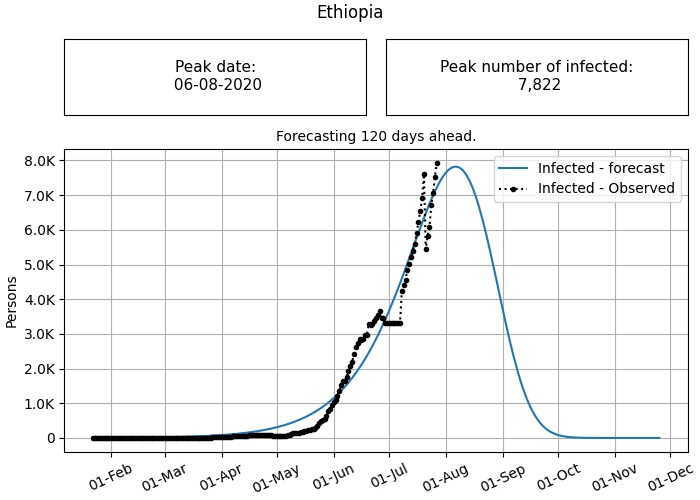 Ethiopia
Peak date:
06-08-2020
Peak number of infected:
7,822
Forecasting 120 days ahead.
Infected - forecast
Infected - Observed
Persons
8.0K
7.0K
6.0K
5.0K
4.0K
3.0K
2.0K
1.0K
0
01-Feb
01-Mar
01-Apr
01-May
01-Jun
01-Jul
01-Aug
01-Sep
01-Oct
01-Nov
01-Dec